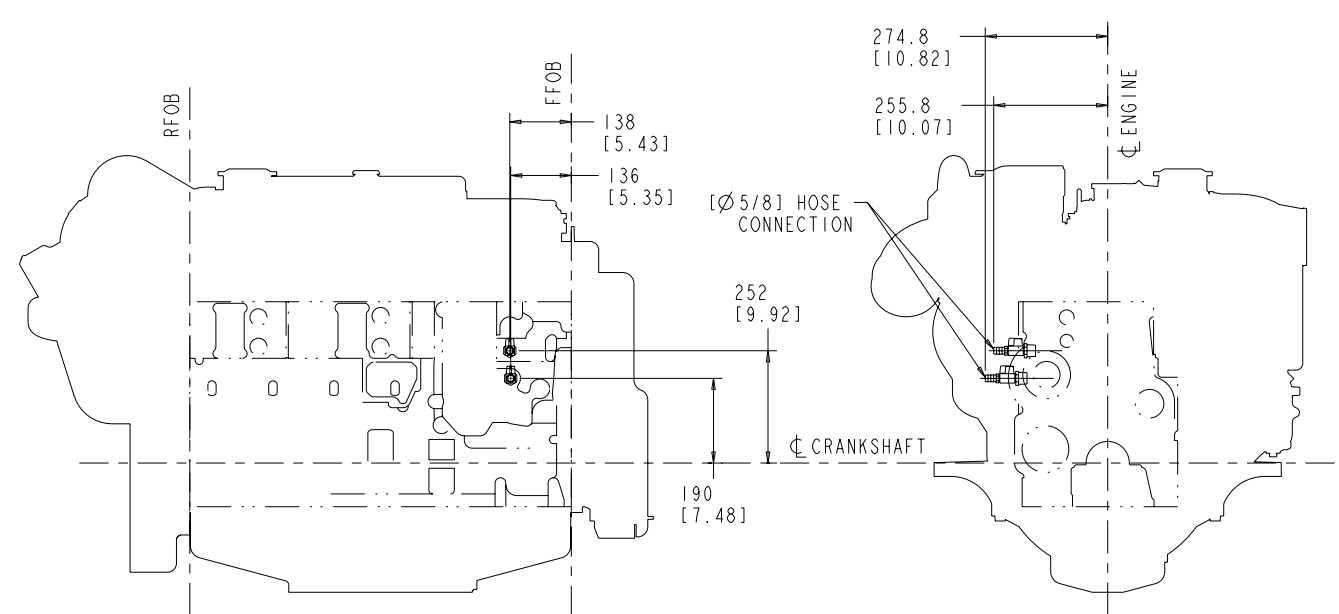 RFOB
FFOB
138
[5.43]
136
[5.35]
252
[9.92]
190
[7.48]
℄ CRANKSHAFT
[Ø5/8] HOSE
CONNECTION
274.8
[10.82]
255.8
[10.07]
℄ ENGINE